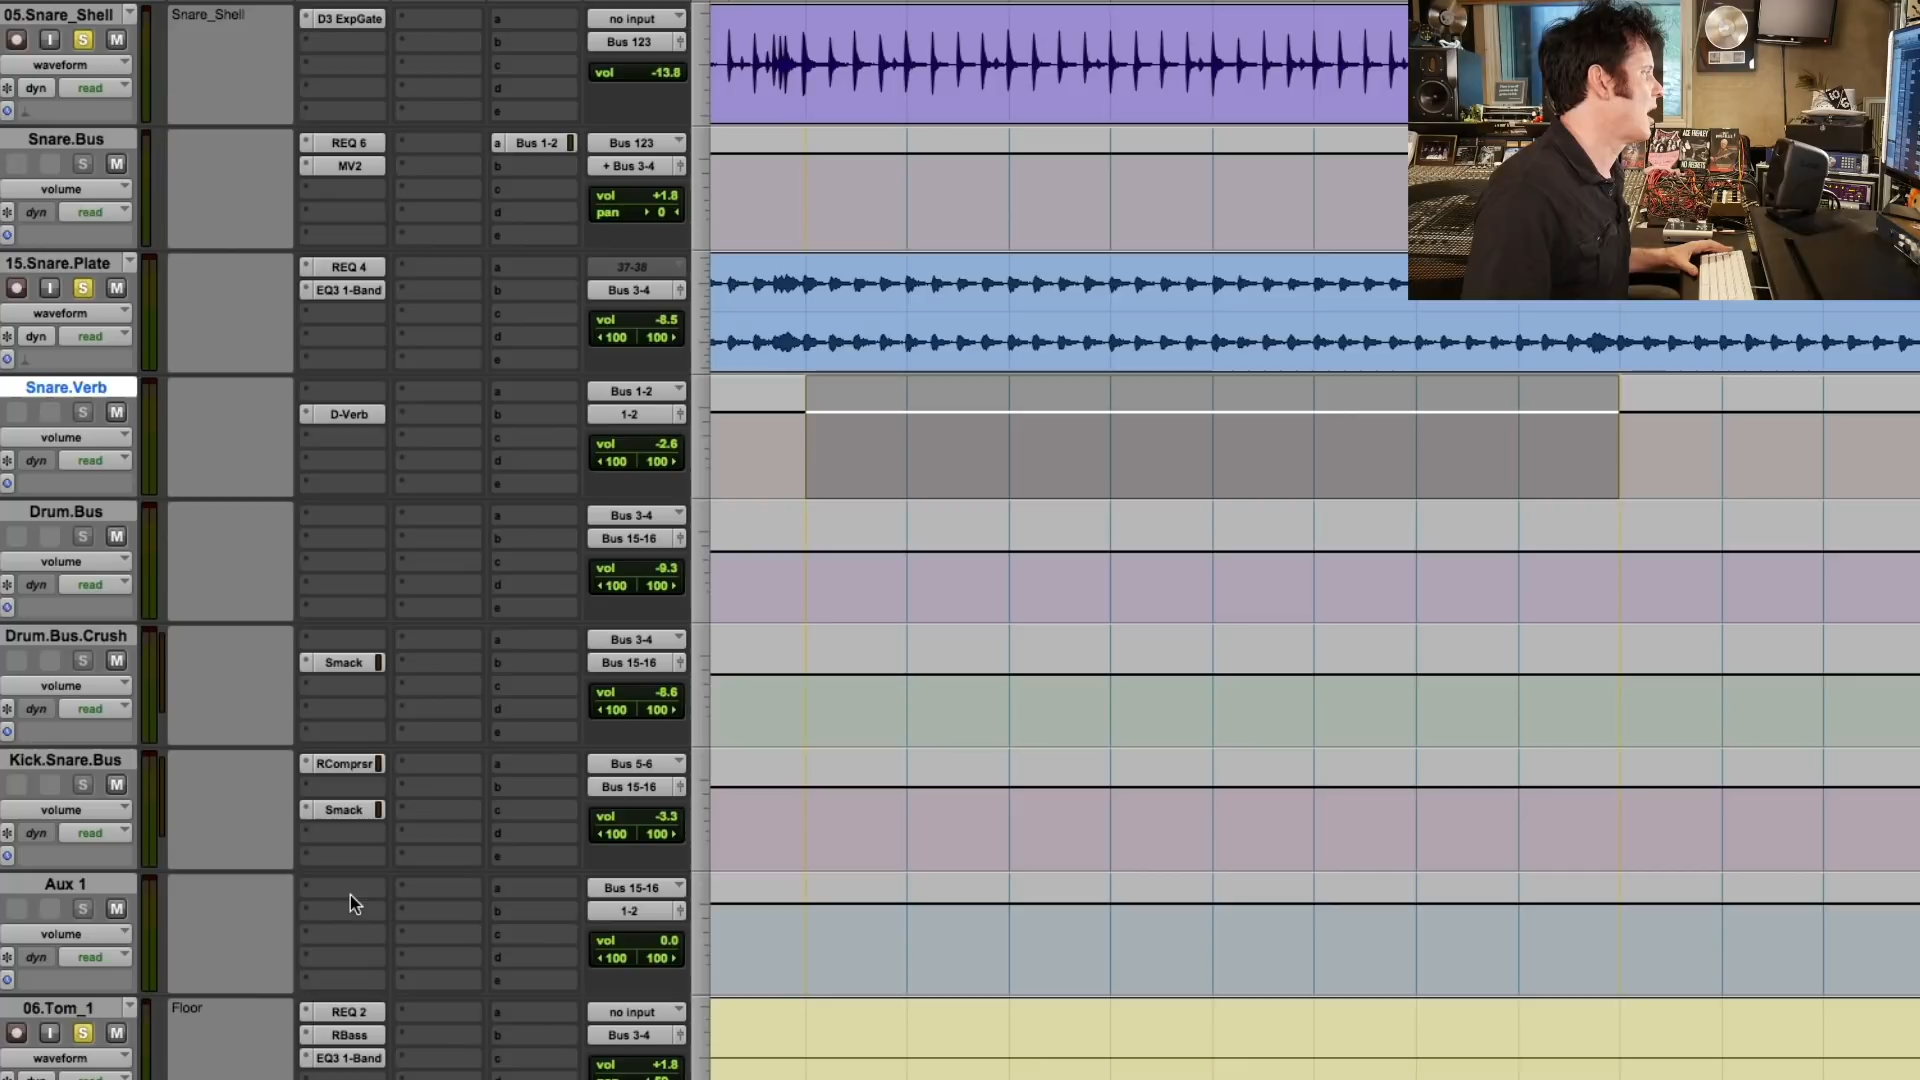 05.Snare_Shell
Snare_Shell
D3 ExpGate
a
no input
I
S
M
b
Bus 123
waveform
c
vol -13.8
dyn
read
d
e
Snare.Bus
REQ 6
a
Bus 1-2
Bus 123
MV2
b
+ Bus 3-4
volume
c
vol +1.8
dyn
read
d
pan 0
e
15.Snare.Plate
REQ 4
a
37-38
I
S
M
EQ3 1-Band
b
Bus 3-4
waveform
c
vol -8.5
dyn
read
d
100 100
e
Snare.Verb
a
Bus 1-2
S
M
D-Verb
b
1-2
volume
c
vol -2.6
dyn
read
d
100 100
e
Drum.Bus
a
Bus 3-4
S
M
b
Bus 15-16
volume
c
vol -9.3
dyn
read
d
100 100
e
Drum.Bus.Crush
a
Bus 3-4
S
M
Smack
b
Bus 15-16
volume
c
vol -8.6
dyn
read
d
100 100
e
Kick.Snare.Bus
RComprsr
a
Bus 5-6
S
M
b
Bus 15-16
volume
Smack
c
vol -3.3
dyn
read
d
100 100
e
Aux 1
a
Bus 15-16
S
M
b
1-2
volume
c
vol 0.0
dyn
read
d
100 100
e
06.Tom_1
Floor
REQ 2
a
no input
I
S
M
RBass
b
Bus 3-4
waveform
EQ3 1-Band
c
vol +1.8
ACE FREHLEY
NO REGRETS